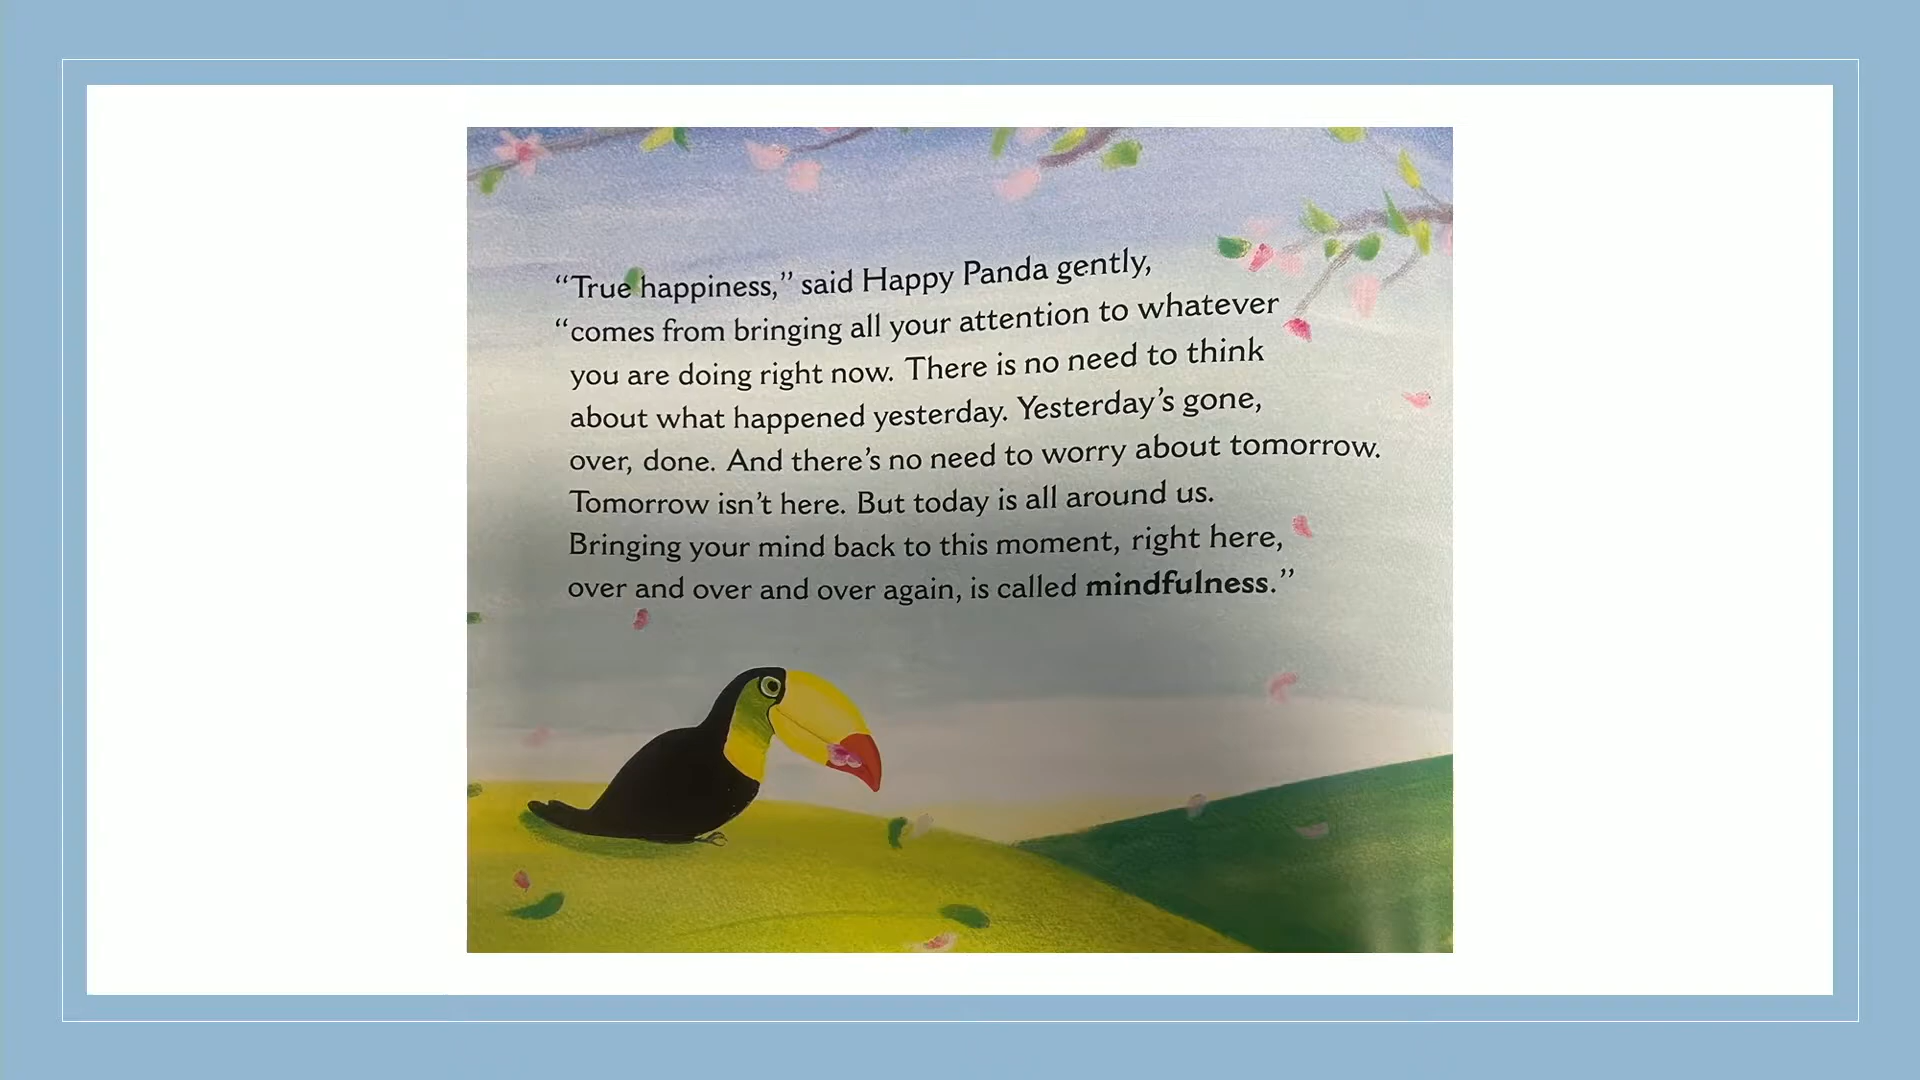 “True happiness,” said Happy Panda gently,
“comes from bringing all your attention to whatever
you are doing right now. There is no need to think
about what happened yesterday. Yesterday’s gone,
over, done. And there’s no need to worry about tomorrow.
Tomorrow isn’t here. But today is all around us.
Bringing your mind back to this moment, right here,
over and over and over again, is called mindfulness.”